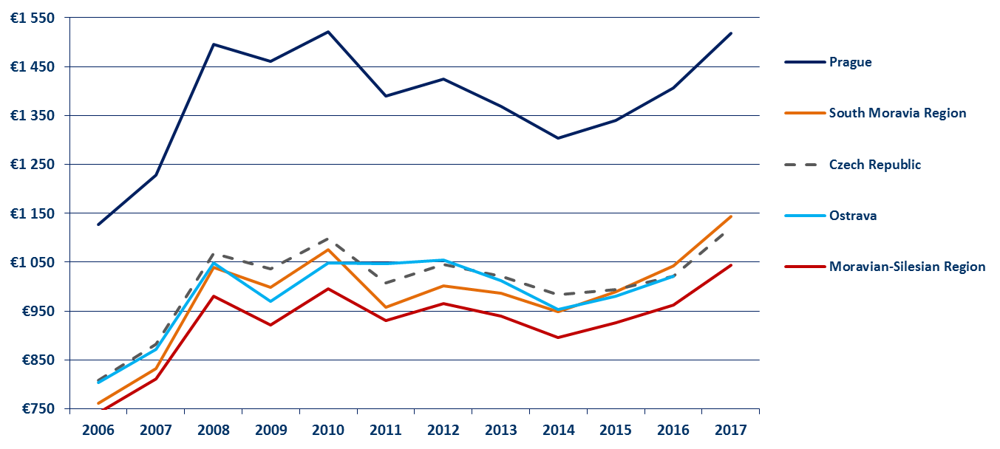 €1 550
€1 450
€1 350
€1 250
€1 150
€1 050
€950
€850
€750
2006 2007 2008 2009 2010 2011 2012 2013 2014 2015 2016 2017
Prague
South Moravia Region
Czech Republic
Ostrava
Moravian-Silesian Region